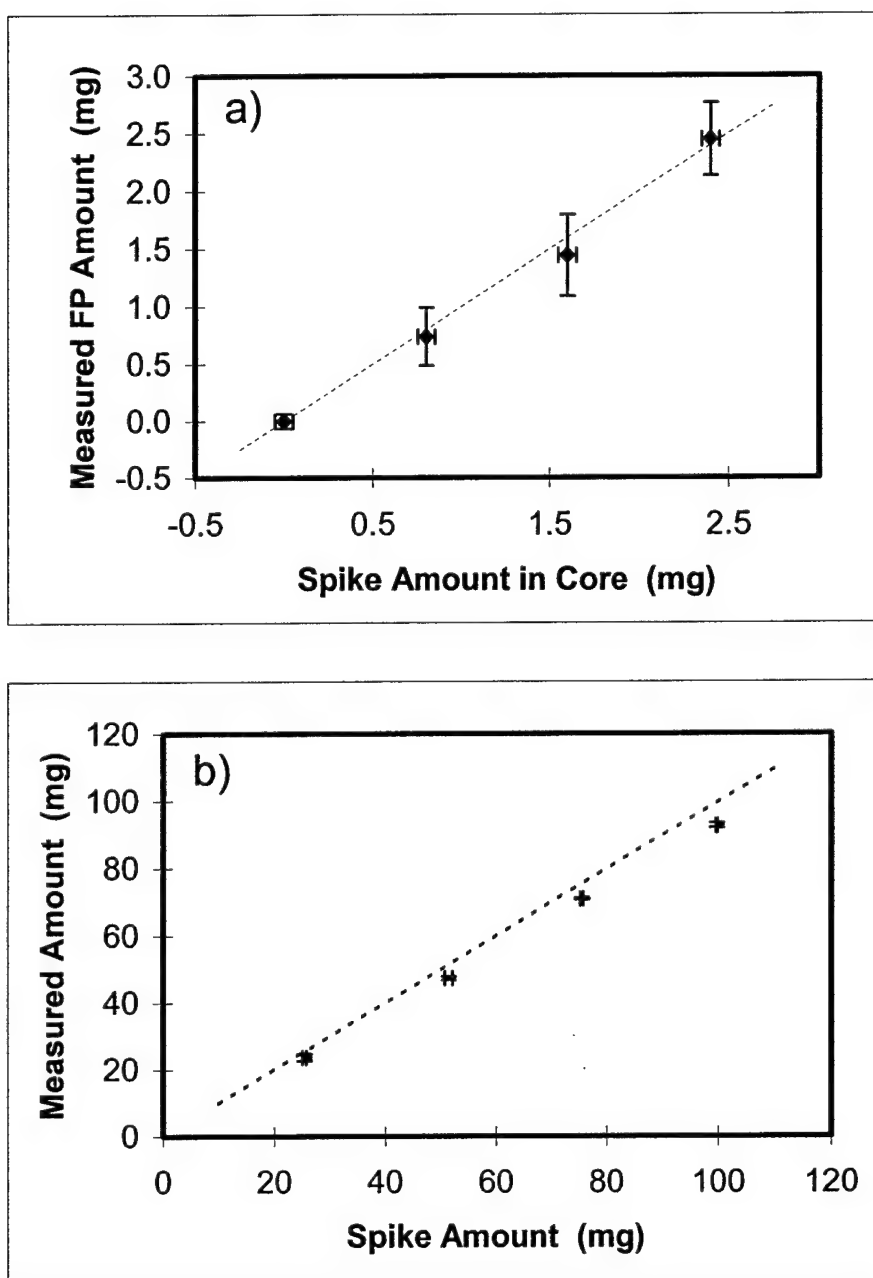 a)
Measured FP Amount (mg)
3.0
2.5
2.0
1.5
1.0
0.5
0.0
-0.5
-0.5 0.5 1.5 2.5
Spike Amount in Core (mg)
b)
Measured Amount (mg)
120
100
80
60
40
20
0
0 20 40 60 80 100 120
Spike Amount (mg)